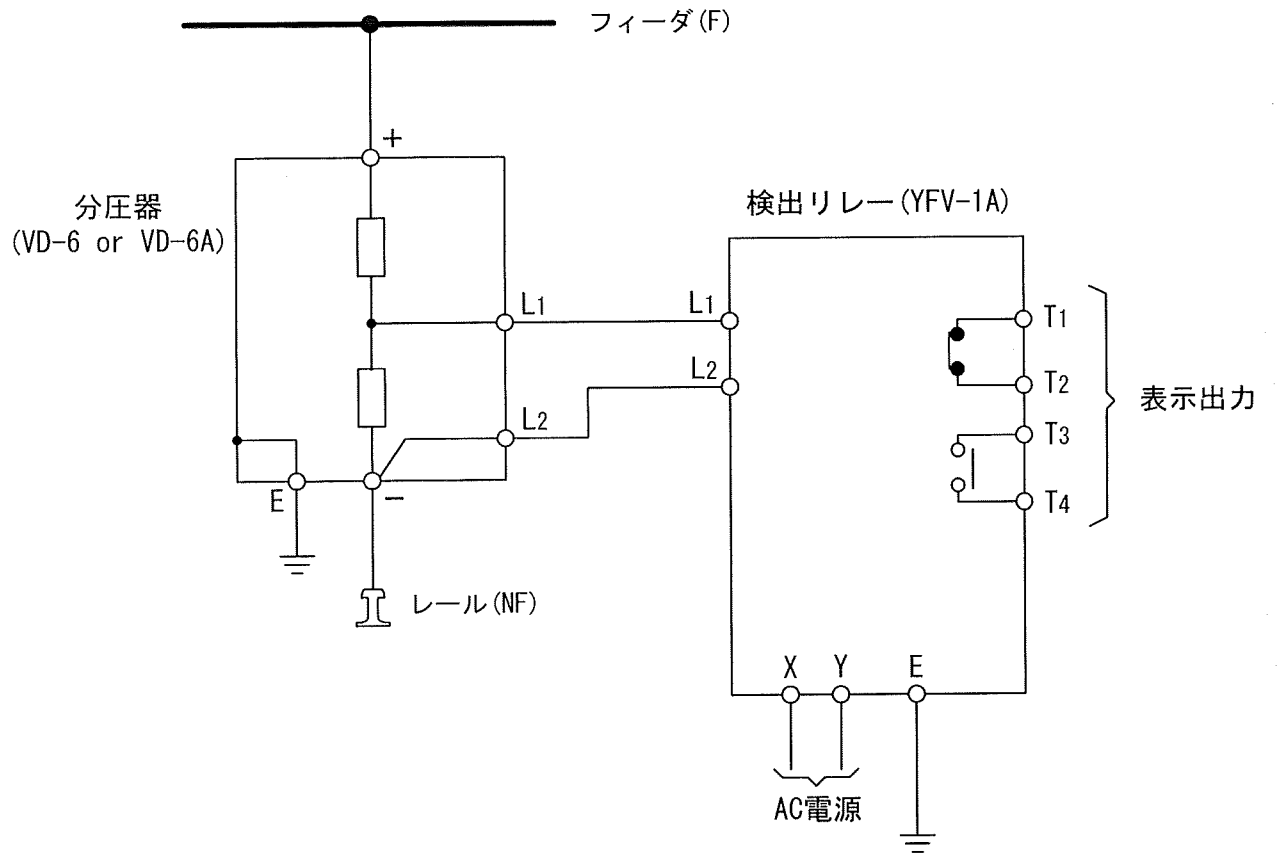 フィーダ(F)
+
分圧器
(VD-6 or VD-6A)
検出リレー(YFV-1A)
L1
L1
T1
L2
T2
表示出力
L2
T3
E
−
T4
レール(NF)
X
Y
E
AC電源